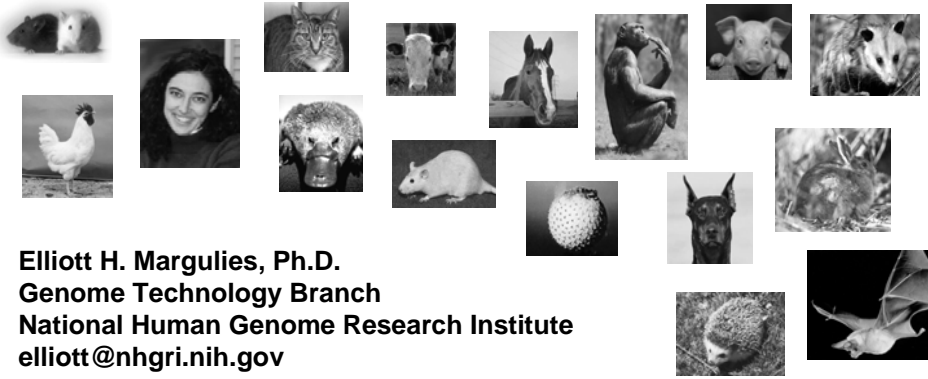 Elliott H. Margulies, Ph.D.
Genome Technology Branch
National Human Genome Research Institute
elliott@nhgri.nih.gov